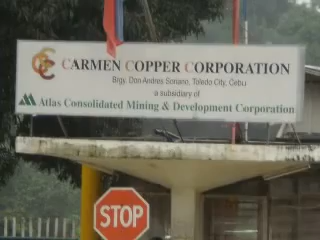 CARMEN COPPER CORPORATION
Brgy. Don Andres Soriano, Toledo City, Cebu
a subsidiary of
Atlas Consolidated Mining & Development Corporation
STOP